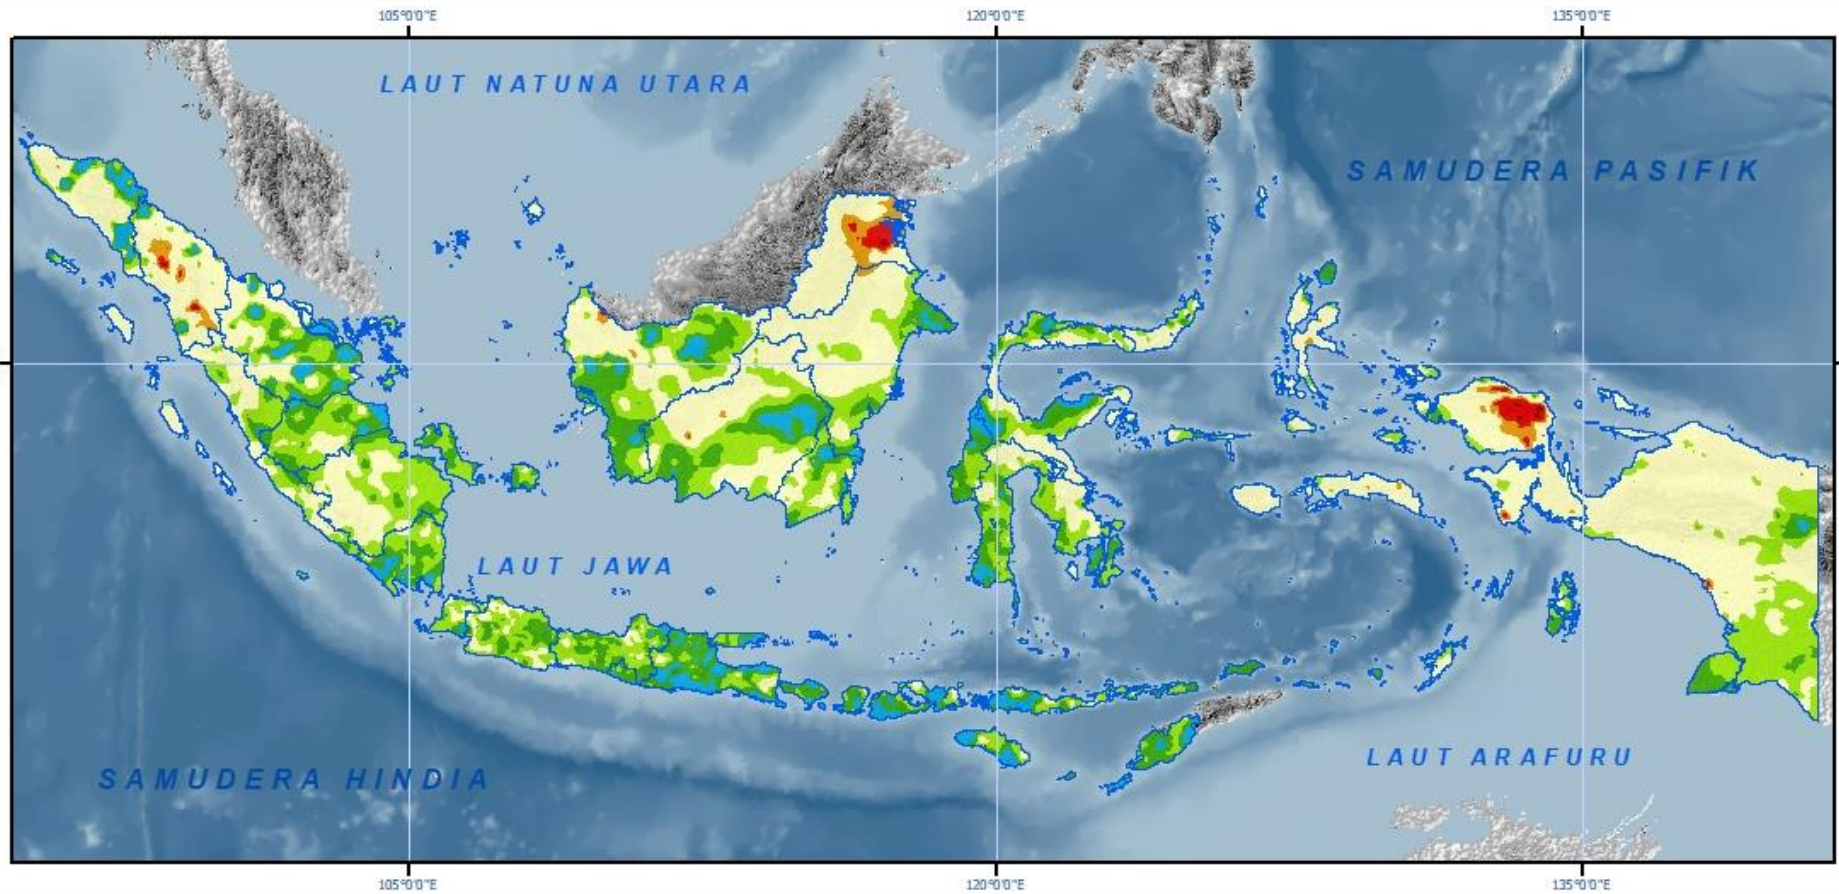 105°0'0"E 120°0'0"E 135°0'0"E
LAUT NATUNA UTARA
SAMUDERA PASIFIK
LAUT JAWA
LAUT ARAFURU
SAMUDERA HINDIA
105°0'0"E 120°0'0"E 135°0'0"E